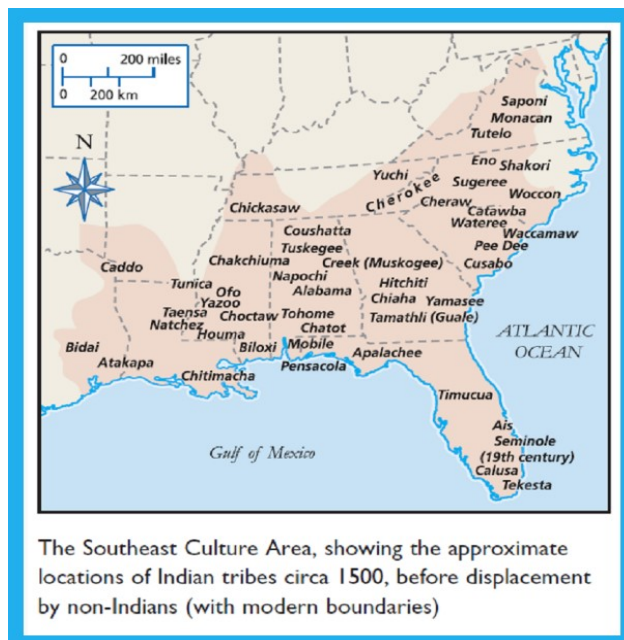 0 200 miles
0 200 km
N
Saponi
Monacan
Tutelo
Eno Shakori
Yuchi
Sugeree
Cherokee
Woccon
Cheraw
Catawba
Chickasaw
Wateree
Coushatta
Waccamaw
Tuskegee
Pee Dee
Chakchiuma
Creek (Muskogee)
Cusabo
Caddo
Napochi
Tunica
Hitchiti
Ofo
Alabama
Chiaha Yamasee
Yazoo
Taensa
Choctaw Tohome
Tamathli (Guale)
Natchez
Chatot
ATLANTIC
OCEAN
Houma
Mobile
Bidai
Biloxi
Apalachee
Atakapa
Pensacola
Chitimacha
Timucua
Ais
Seminole
(19th century)
Gulf of Mexico
Calusa
Tekesta
The Southeast Culture Area, showing the approximate
locations of Indian tribes circa 1500, before displacement
by non-Indians (with modern boundaries)